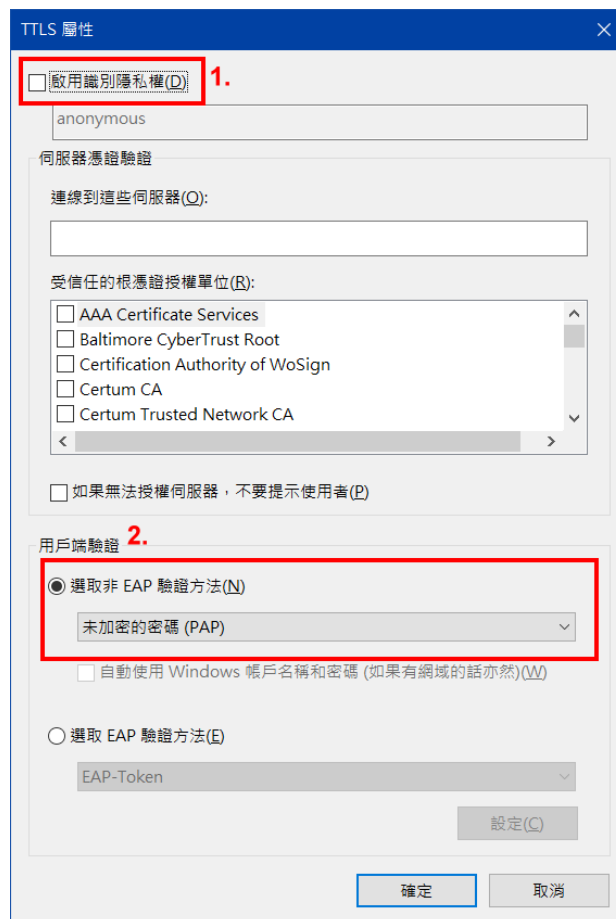 TTLS 屬性
啟用識別隱私權(D) 1.
anonymous
伺服器憑證驗證
連線到這些伺服器(O):
受信任的根憑證授權單位(R):
AAA Certificate Services
Baltimore CyberTrust Root
Certification Authority of WoSign
Certum CA
Certum Trusted Network CA
如果無法授權伺服器，不要提示使用者(P)
用戶端驗證 2.
選取非 EAP 驗證方法(N)
未加密的密碼 (PAP)
自動使用 Windows 帳戶名稱和密碼 (如果有網域的話亦然)(W)
選取 EAP 驗證方法(E)
EAP-Token
設定(C)
確定 取消